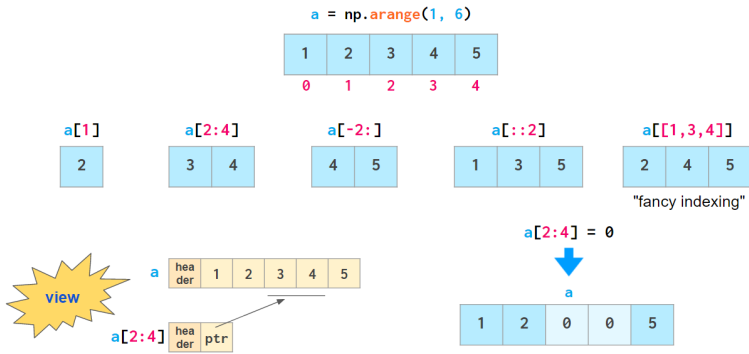 a = np.arange(1, 6)
1 2 3 4 5
0 1 2 3 4
a[1] a[2:4] a[-2:] a[::2] a[[1,3,4]]
2 3 4 4 5 1 3 5 2 4 5
"fancy indexing"
a[2:4] = 0
view
a
hea
der
1 2 3 4 5
a[2:4]
hea
der
ptr
a
1 2 0 0 5